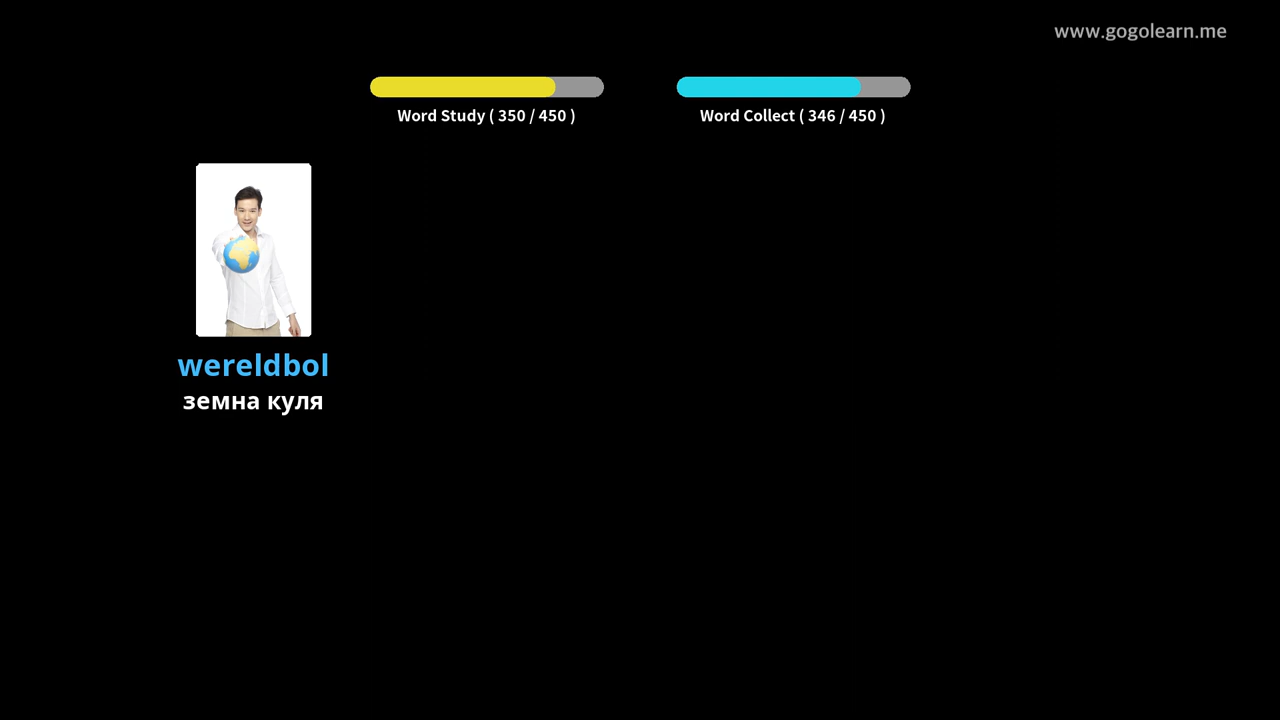 www.gogolearn.me
Word Study ( 350 / 450 )
Word Collect ( 346 / 450 )
wereldbol
земна куля